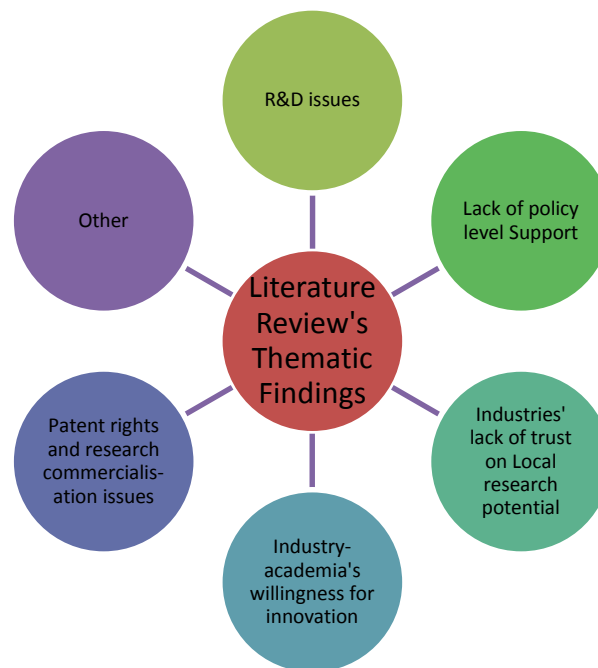 R&D issues
Other
Lack of policy
level Support
Literature
Review's
Thematic
Findings
Patent rights
and research
commercialis-
ation issues
Industries'
lack of trust
on Local
research
potential
Industry-
academia's
willingness for
innovation